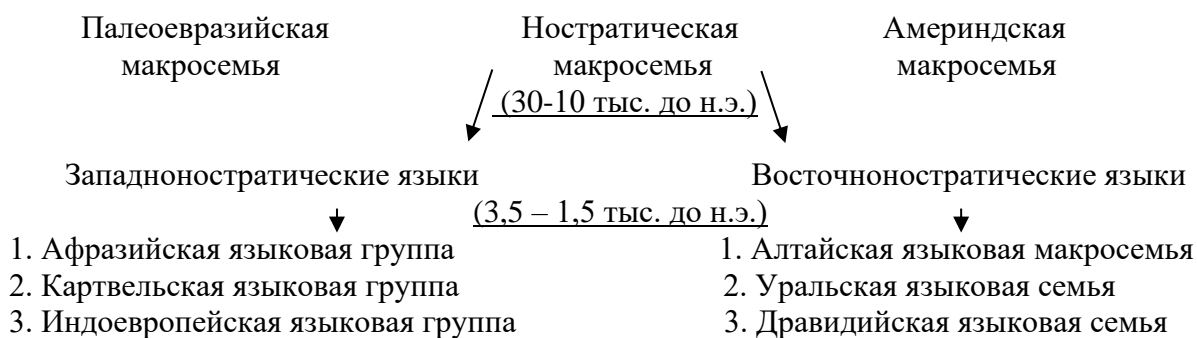 Палеоевразийская Ностратическая Америндская
макросемья макросемья макросемья
(30-10 тыс. до н.э.)
Западноностратические языки Восточноностратические языки
(3,5 – 1,5 тыс. до н.э.)
1. Афразийская языковая группа 1. Алтайская языковая макросемья
2. Картвельская языковая группа 2. Уральская языковая семья
3. Индоевропейская языковая группа 3. Дравидийская языковая семья